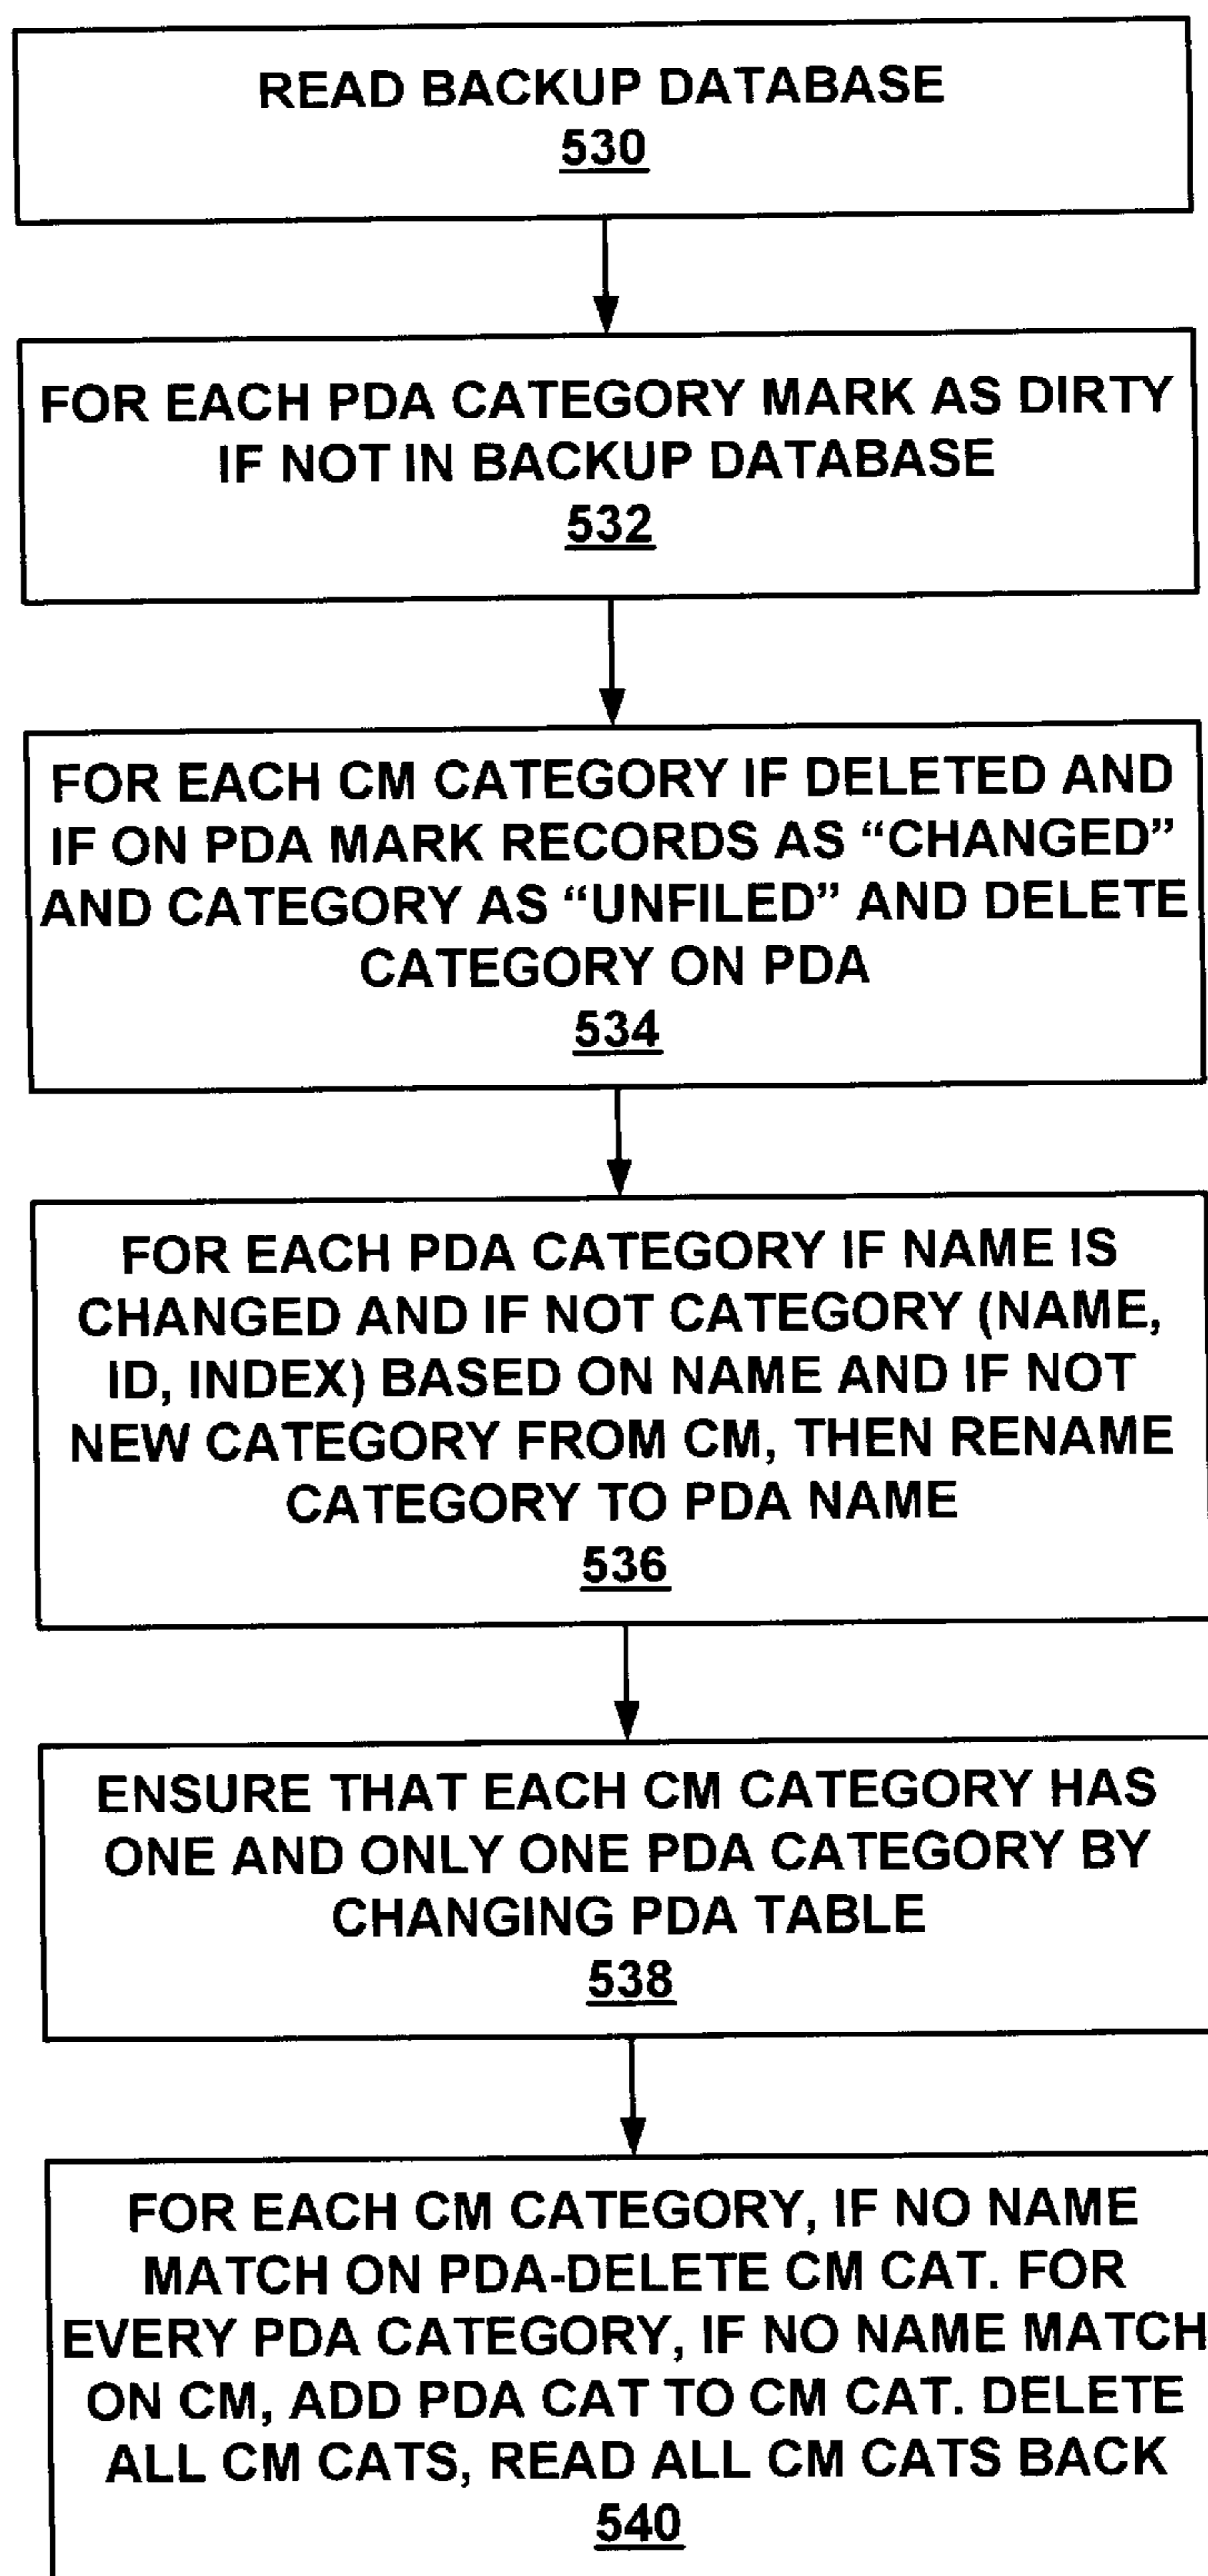 READ BACKUP DATABASE
530
FOR EACH PDA CATEGORY MARK AS DIRTY
IF NOT IN BACKUP DATABASE
532
FOR EACH CM CATEGORY IF DELETED AND
IF ON PDA MARK RECORDS AS “CHANGED”
AND CATEGORY AS “UNFILED” AND DELETE
CATEGORY ON PDA
534
FOR EACH PDA CATEGORY IF NAME IS
CHANGED AND IF NOT CATEGORY (NAME,
ID, INDEX) BASED ON NAME AND IF NOT
NEW CATEGORY FROM CM, THEN RENAME
CATEGORY TO PDA NAME
536
ENSURE THAT EACH CM CATEGORY HAS
ONE AND ONLY ONE PDA CATEGORY BY
CHANGING PDA TABLE
538
FOR EACH CM CATEGORY, IF NO NAME
MATCH ON PDA-DELETE CM CAT. FOR
EVERY PDA CATEGORY, IF NO NAME MATCH
ON CM, ADD PDA CAT TO CM CAT. DELETE
ALL CM CATS, READ ALL CM CATS BACK
540